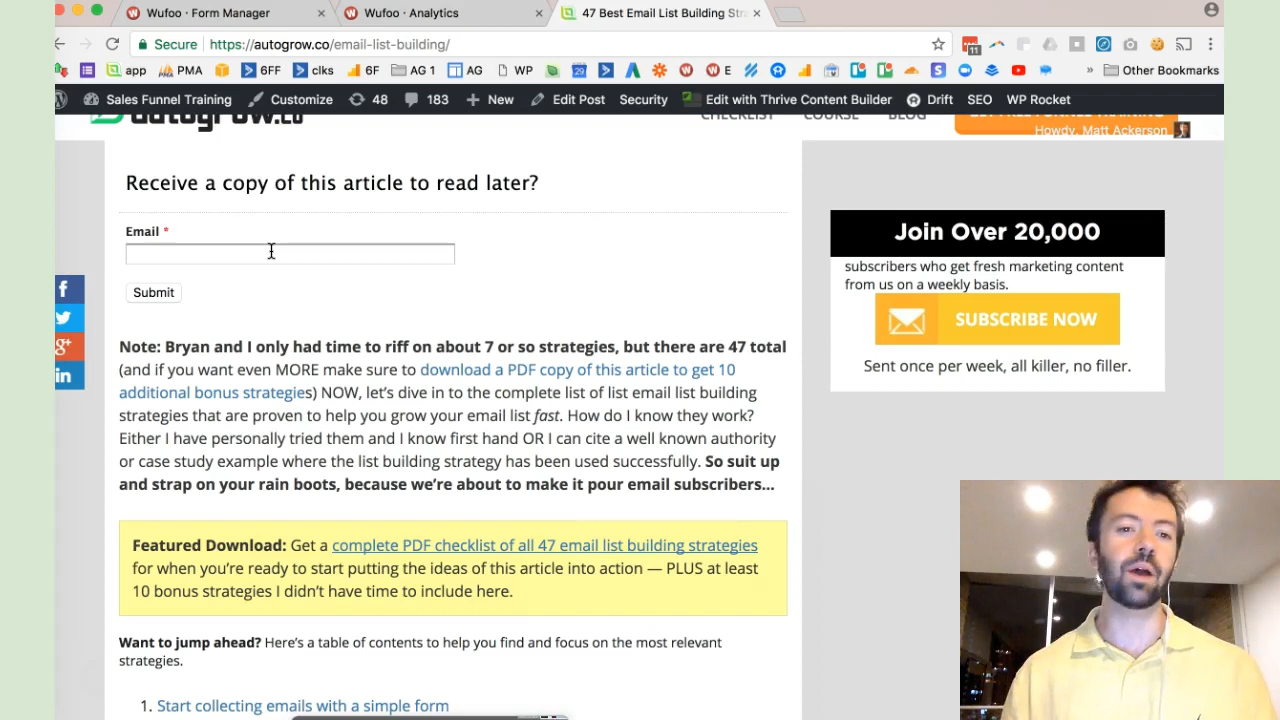 Wufoo · Form Manager
Wufoo · Analytics
47 Best Email List Building Str
Secure
https://autogrow.co/email-list-building/
11
app
PMA
6FF
clks
6F
AG 1
AG
WP
E
Other Bookmarks
Sales Funnel Training
Customize
48
183
New
Edit Post
Security
Edit with Thrive Content Builder
Drift
SEO
WP Rocket
autogrow.co
CHECKLIST
COURSE
BLOG
GET FREE FUNNEL TRAINING
Howdy, Matt Ackerson
Receive a copy of this article to read later?
Email *
Submit
Note: Bryan and I only had time to riff on about 7 or so strategies, but there are 47 total
(and if you want even MORE make sure to download a PDF copy of this article to get 10
additional bonus strategies) NOW, let's dive in to the complete list of list email list building
strategies that are proven to help you grow your email list fast. How do I know they work?
Either I have personally tried them and I know first hand OR I can cite a well known authority
or case study example where the list building strategy has been used successfully. So suit up
and strap on your rain boots, because we're about to make it pour email subscribers...
Featured Download: Get a complete PDF checklist of all 47 email list building strategies
for when you're ready to start putting the ideas of this article into action — PLUS at least
10 bonus strategies I didn't have time to include here.
Want to jump ahead? Here's a table of contents to help you find and focus on the most relevant
strategies.
1. Start collecting emails with a simple form
Join Over 20,000
subscribers who get fresh marketing content
from us on a weekly basis.
SUBSCRIBE NOW
Sent once per week, all killer, no filler.